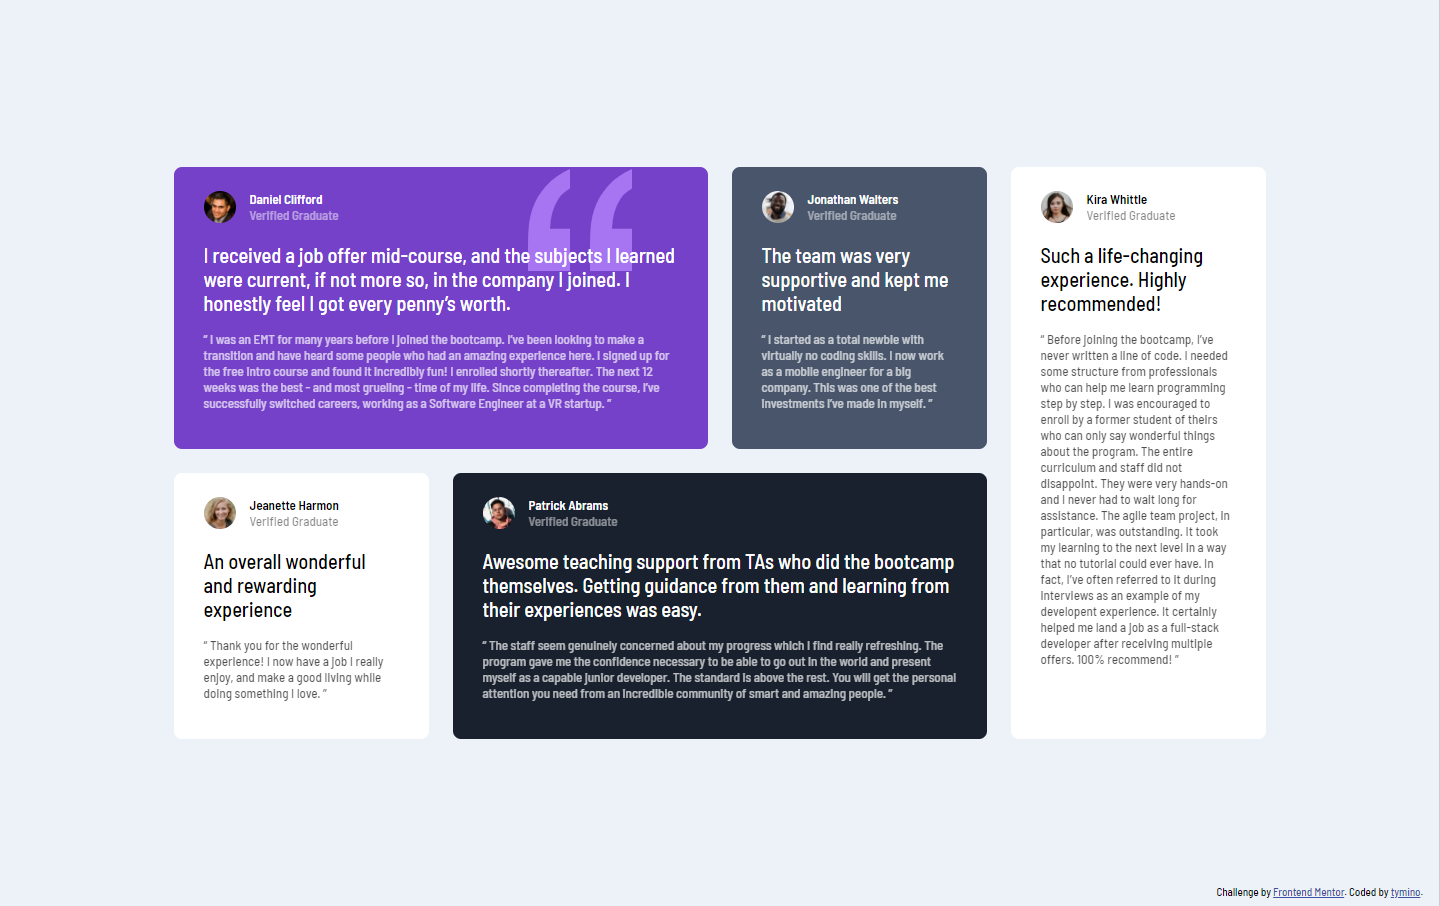 Daniel Clifford
Verified Graduate
I received a job offer mid-course, and the subjects I learned
were current, if not more so, in the company I joined. I
honestly feel I got every penny’s worth.
“ I was an EMT for many years before I joined the bootcamp. I’ve been looking to make a
transition and have heard some people who had an amazing experience here. I signed up for
the free intro course and found it incredibly fun! I enrolled shortly thereafter. The next 12
weeks was the best - and most grueling - time of my life. Since completing the course, I’ve
successfully switched careers, working as a Software Engineer at a VR startup. ”
Jonathan Walters
Verified Graduate
The team was very
supportive and kept me
motivated
“ I started as a total newbie with
virtually no coding skills. I now work
as a mobile engineer for a big
company. This was one of the best
investments I’ve made in myself. ”
Kira Whittle
Verified Graduate
Such a life-changing
experience. Highly
recommended!
“ Before joining the bootcamp, I’ve
never written a line of code. I needed
some structure from professionals
who can help me learn programming
step by step. I was encouraged to
enroll by a former student of theirs
who can only say wonderful things
about the program. The entire
curriculum and staff did not
disappoint. They were very hands-on
and I never had to wait long for
assistance. The agile team project, in
particular, was outstanding. It took
my learning to the next level in a way
that no tutorial could ever have. In
fact, I’ve often referred to it during
interviews as an example of my
developent experience. It certainly
helped me land a job as a full-stack
developer after receiving multiple
offers. 100% recommend! ”
Jeanette Harmon
Verified Graduate
An overall wonderful
and rewarding
experience
“ Thank you for the wonderful
experience! I now have a job I really
enjoy, and make a good living while
doing something I love. ”
Patrick Abrams
Verified Graduate
Awesome teaching support from TAs who did the bootcamp
themselves. Getting guidance from them and learning from
their experiences was easy.
“ The staff seem genuinely concerned about my progress which I find really refreshing. The
program gave me the confidence necessary to be able to go out in the world and present
myself as a capable junior developer. The standard is above the rest. You will get the personal
attention you need from an incredible community of smart and amazing people. ”
Challenge by Frontend Mentor. Coded by tymino.